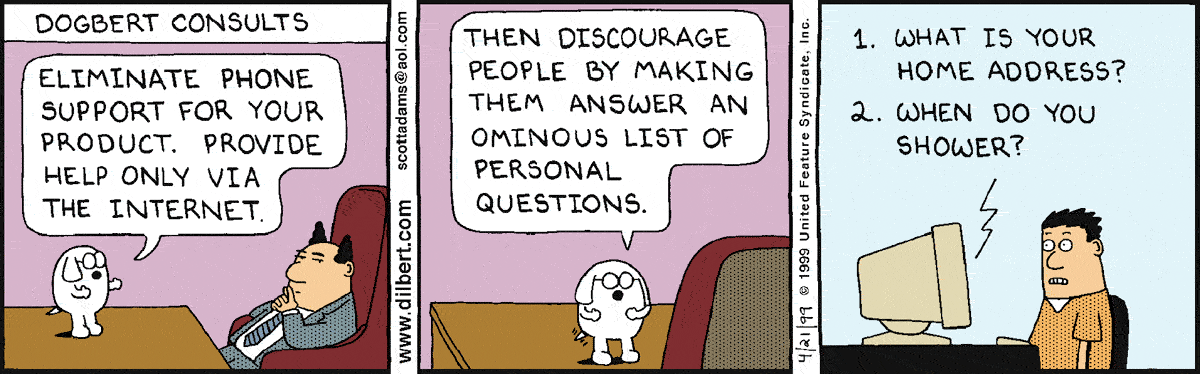 DOGBERT CONSULTS
ELIMINATE PHONE
SUPPORT FOR YOUR
PRODUCT. PROVIDE
HELP ONLY VIA
THE INTERNET.
www.dilbert.com scottadams@aol.com
THEN DISCOURAGE
PEOPLE BY MAKING
THEM ANSWER AN
OMINOUS LIST OF
PERSONAL
QUESTIONS.
4/21/99 © 1999 United Feature Syndicate, Inc.
1. WHAT IS YOUR
HOME ADDRESS?
2. WHEN DO YOU
SHOWER?